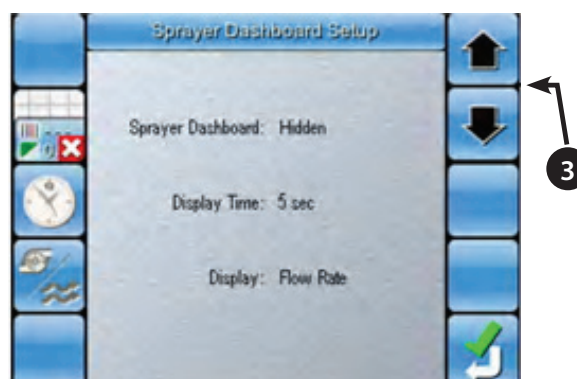 Sprayer Dashboard Setup
Sprayer Dashboard: Hidden
3
Display Time: 5 sec
Display: Flow Rate